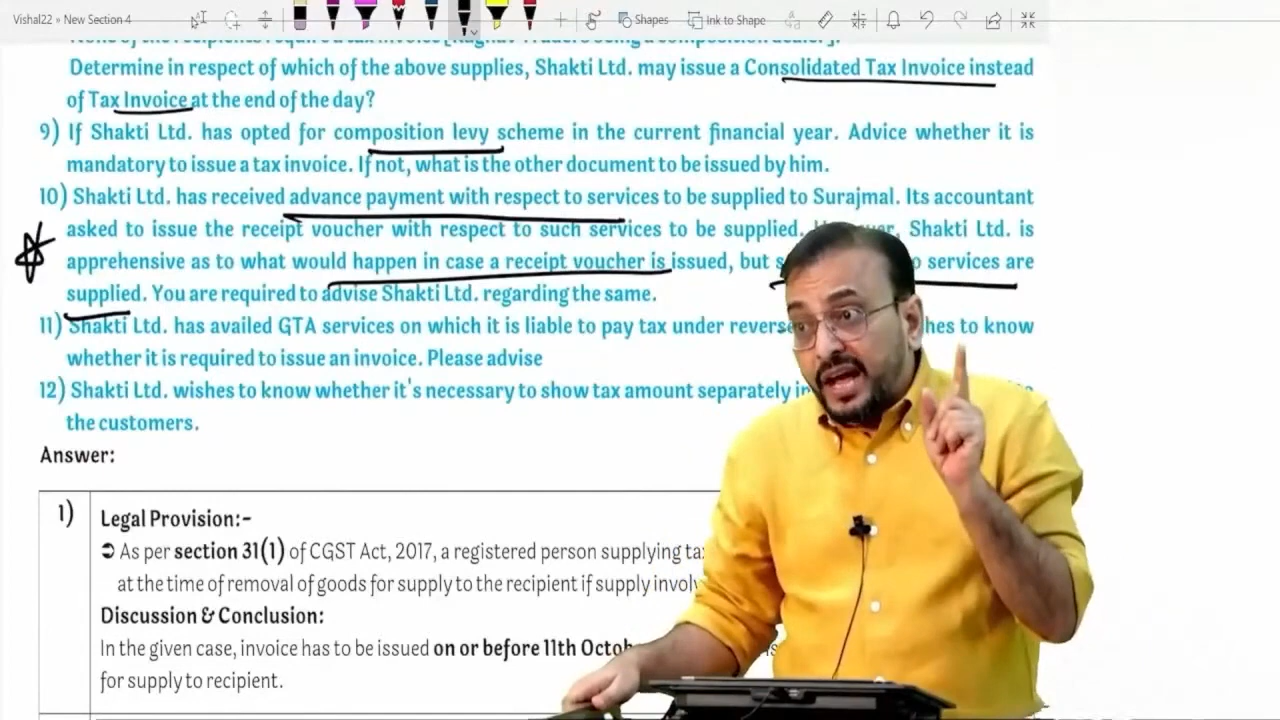 Vishal22 » New Section 4
Shapes
Ink to Shape
Determine in respect of which of the above supplies, Shakti Ltd. may issue a Consolidated Tax Invoice instead
of Tax Invoice at the end of the day?
9) If Shakti Ltd. has opted for composition levy scheme in the current financial year. Advice whether it is
mandatory to issue a tax invoice. If not, what is the other document to be issued by him.
10) Shakti Ltd. has received advance payment with respect to services to be supplied to Surajmal. Its accountant
asked to issue the receipt voucher with respect to such services to be supplied. Shakti Ltd. is
apprehensive as to what would happen in case a receipt voucher is issued, but services are
supplied. You are required to advise Shakti Ltd. regarding the same.
11) Shakti Ltd. has availed GTA services on which it is liable to pay tax under to know
whether it is required to issue an invoice. Please advise
12) Shakti Ltd. wishes to know whether it's necessary to show tax amount separately
the customers.
Answer:
1)
Legal Provision:-
➲ As per section 31(1) of CGST Act, 2017, a registered person supplying
at the time of removal of goods for supply to the recipient if supply
Discussion & Conclusion:
In the given case, invoice has to be issued on or before 11th
for supply to recipient.